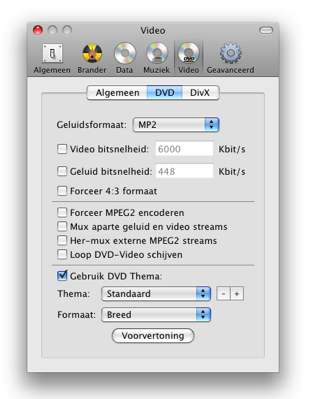 Video
Algemeen Brander Data Muziek Video Geavanceerd
Algemeen DVD DivX
Geluidsformaat: MP2
Video bitsnelheid: 6000 Kbit/s
Geluid bitsnelheid: 448 Kbit/s
Forceer 4:3 formaat
Forceer MPEG2 encoderen
Mux aparte geluid en video streams
Her-mux externe MPEG2 streams
Loop DVD-Video schijven
Gebruik DVD Thema:
Thema: Standaard - +
Formaat: Breed
Voorvertoning